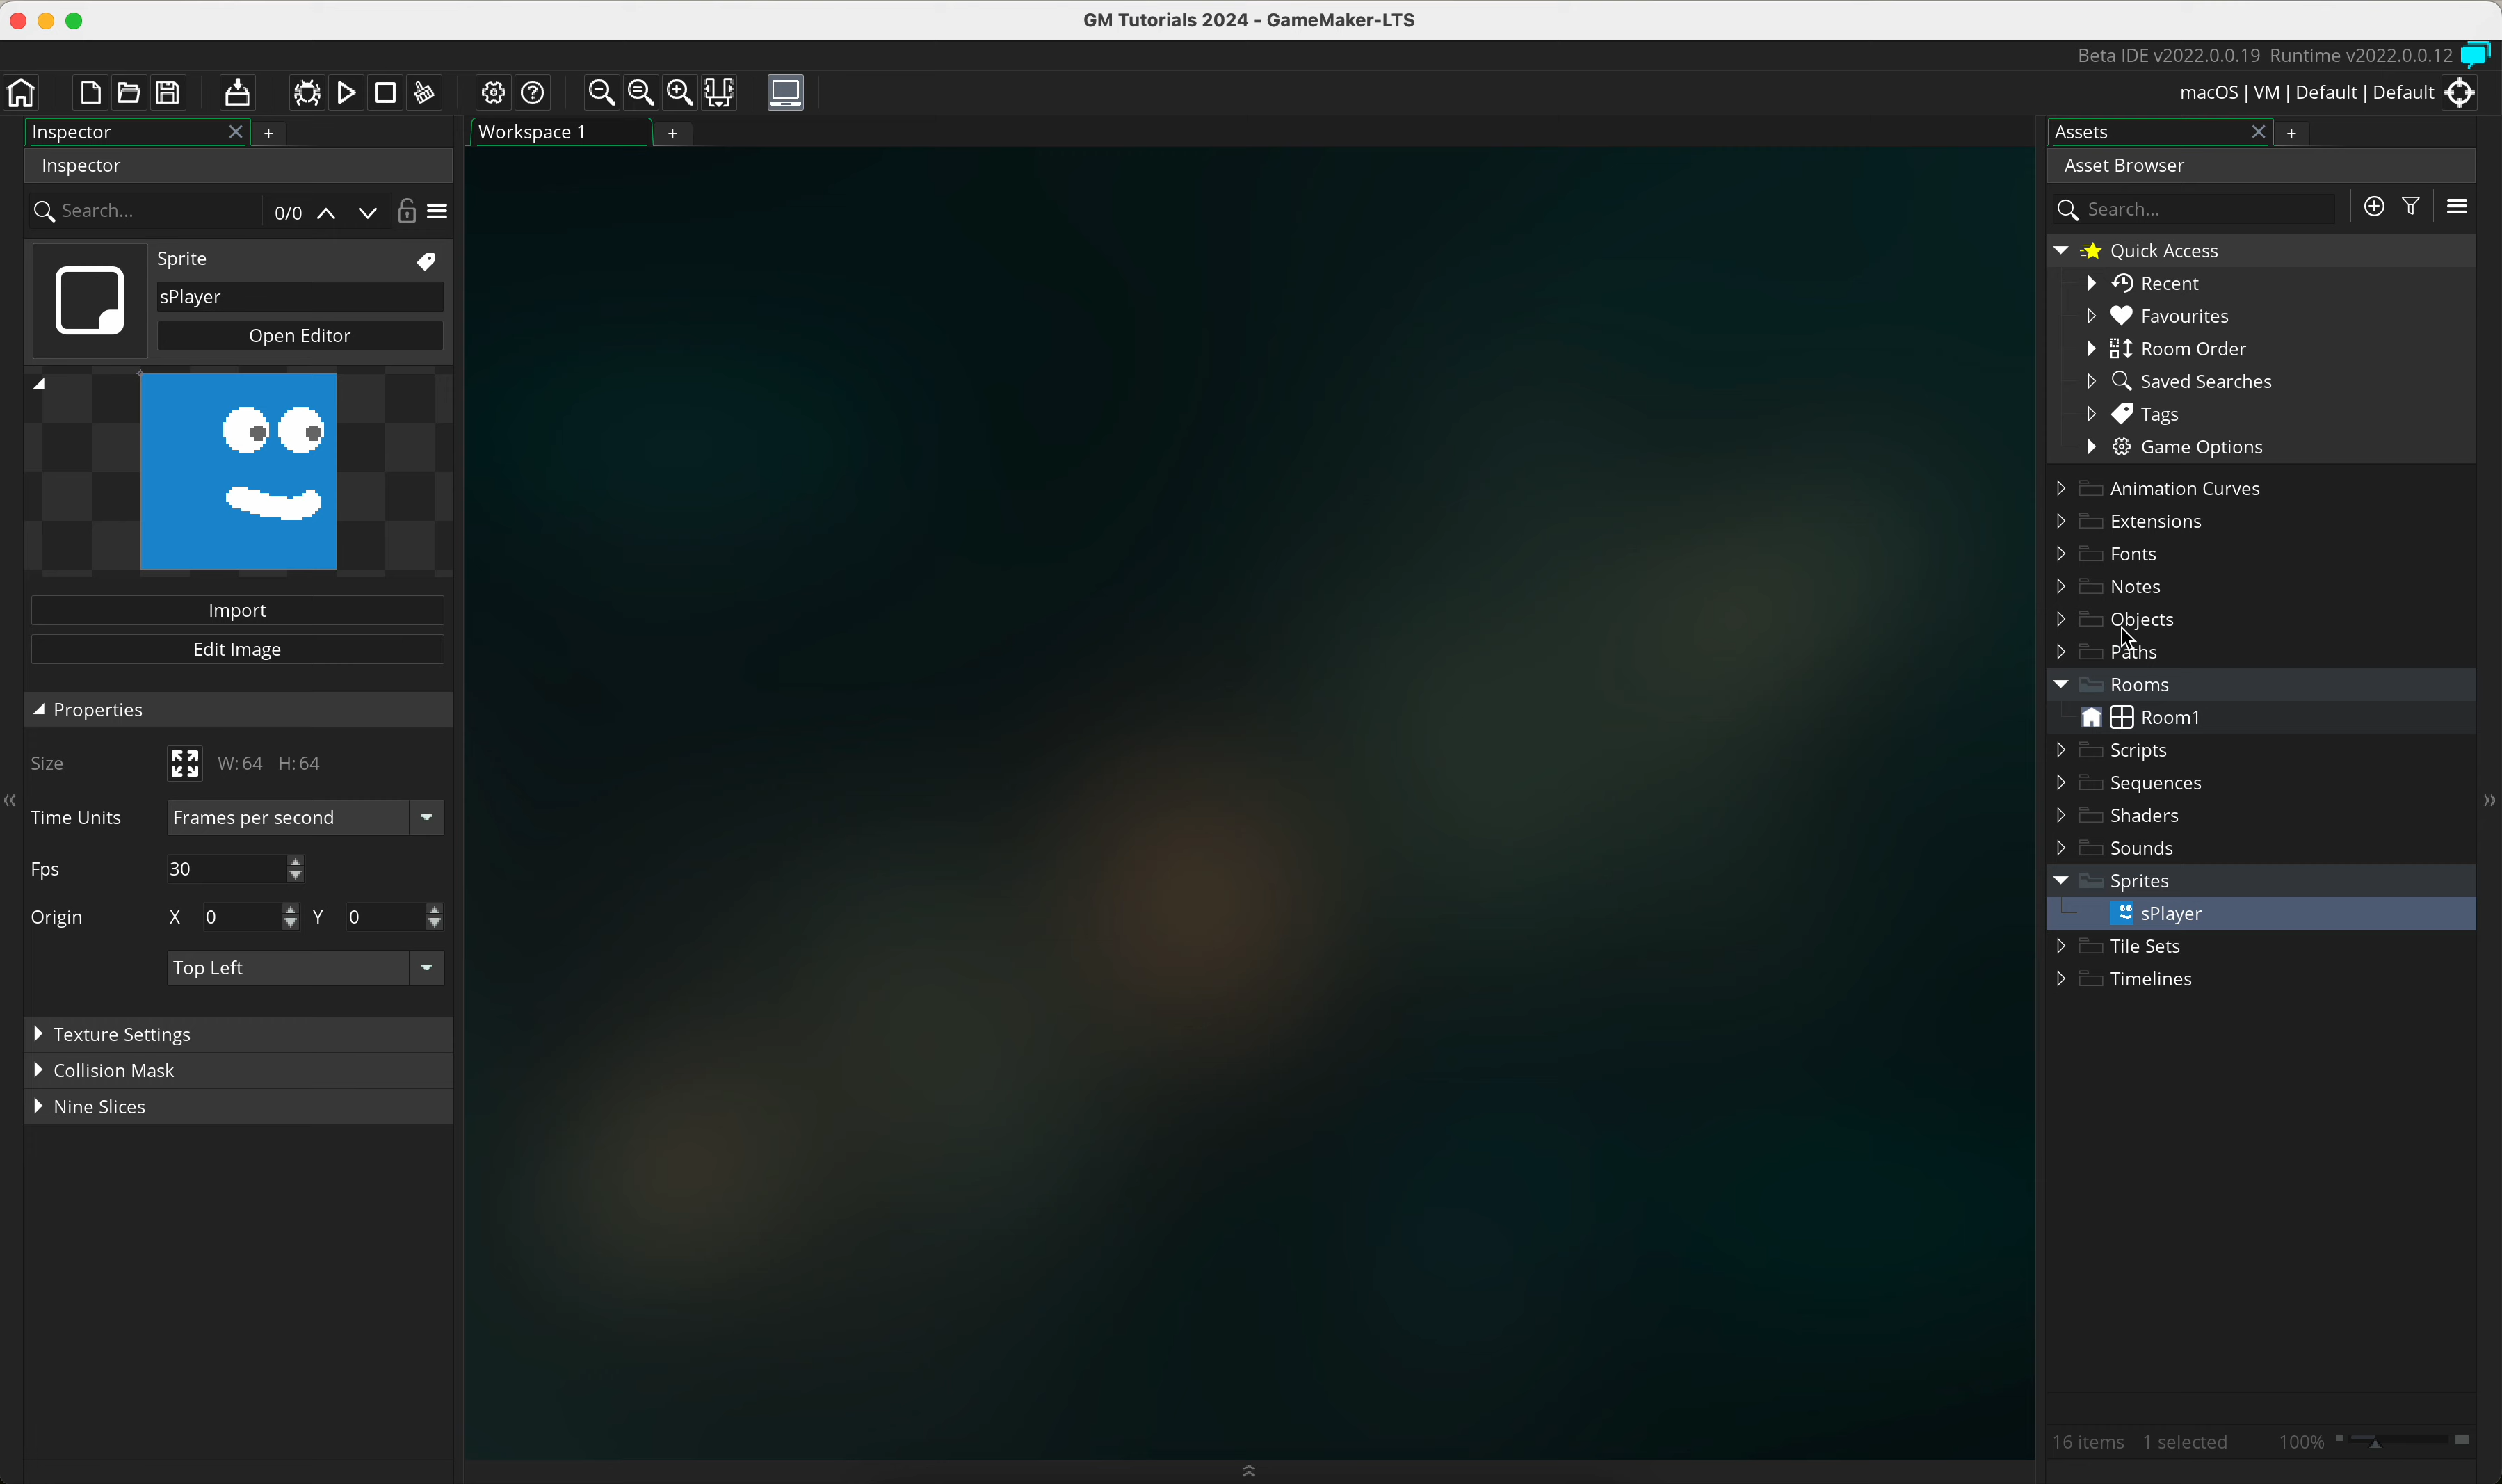 GM Tutorials 2024 - GameMaker-LTS
Beta IDE v2022.0.0.19 Runtime v2022.0.0.12
macOS | VM | Default | Default
Inspector
+
Workspace 1
+
Assets
+
Inspector
Search...
0/0
Sprite
sPlayer
Open Editor
Import
Edit Image
Properties
Size W:64 H:64
Time Units Frames per second
Fps 30
Origin X 0 Y 0
Top Left
Texture Settings
Collision Mask
Nine Slices
Asset Browser
Search...
Quick Access
Recent
Favourites
Room Order
Saved Searches
Tags
Game Options
Animation Curves
Extensions
Fonts
Notes
Objects
Paths
Rooms
Room1
Scripts
Sequences
Shaders
Sounds
Sprites
sPlayer
Tile Sets
Timelines
16 items 1 selected 100%